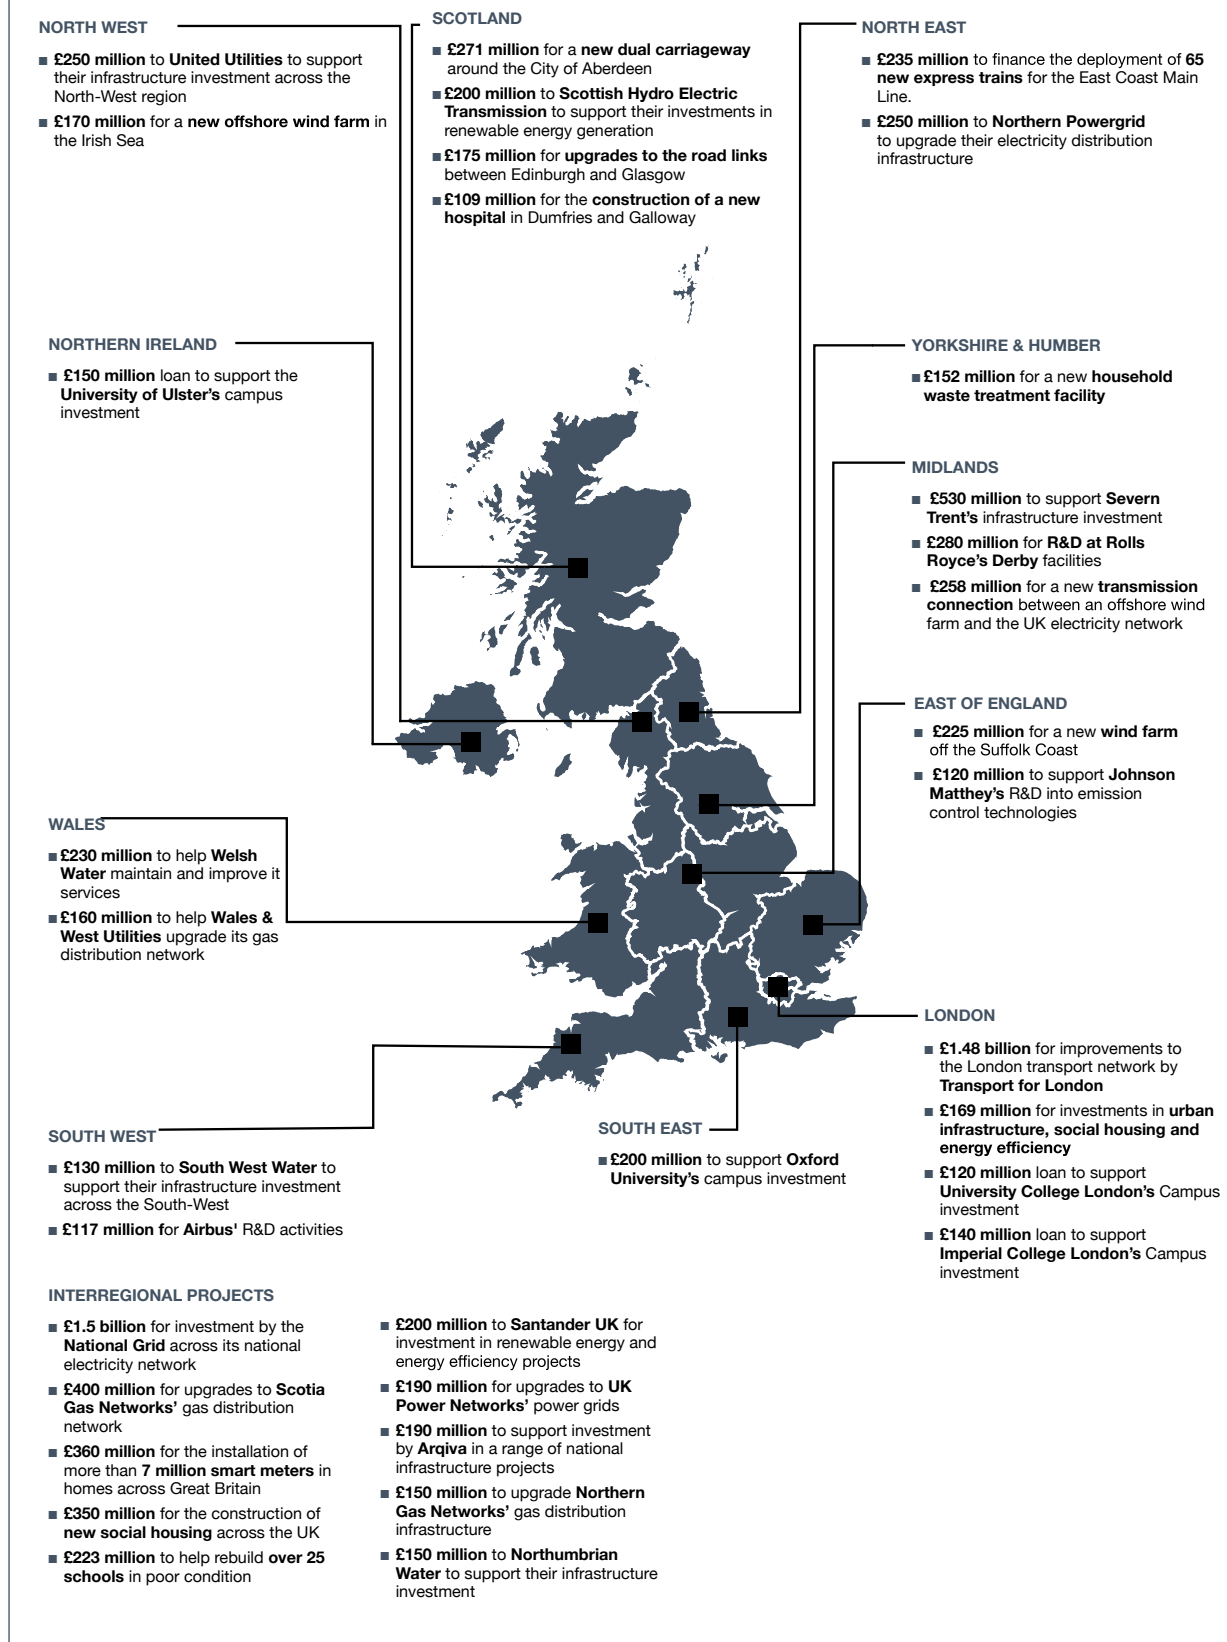 NORTH WEST
£250 million to United Utilities to support
their infrastructure investment across the
North-West region
£170 million for a new offshore wind farm in
the Irish Sea
SCOTLAND
£271 million for a new dual carriageway
around the City of Aberdeen
£200 million to Scottish Hydro Electric
Transmission to support their investments in
renewable energy generation
£175 million for upgrades to the road links
between Edinburgh and Glasgow
£109 million for the construction of a new
hospital in Dumfries and Galloway
NORTH EAST
£235 million to finance the deployment of 65
new express trains for the East Coast Main
Line.
£250 million to Northern Powergrid
to upgrade their electricity distribution
infrastructure
NORTHERN IRELAND
£150 million loan to support the
University of Ulster's campus
investment
YORKSHIRE & HUMBER
£152 million for a new household
waste treatment facility
MIDLANDS
£530 million to support Severn
Trent's infrastructure investment
£280 million for R&D at Rolls
Royce's Derby facilities
£258 million for a new transmission
connection between an offshore wind
farm and the UK electricity network
EAST OF ENGLAND
£225 million for a new wind farm
off the Suffolk Coast
£120 million to support Johnson
Matthey's R&D into emission
control technologies
WALES
£230 million to help Welsh
Water maintain and improve it
services
£160 million to help Wales &
West Utilities upgrade its gas
distribution network
LONDON
£1.48 billion for improvements to
the London transport network by
Transport for London
£169 million for investments in urban
infrastructure, social housing and
energy efficiency
£120 million loan to support
University College London's Campus
investment
£140 million loan to support
Imperial College London's Campus
investment
SOUTH WEST
£130 million to South West Water to
support their infrastructure investment
across the South-West
£117 million for Airbus' R&D activities
SOUTH EAST
£200 million to support Oxford
University's campus investment
INTERREGIONAL PROJECTS
£1.5 billion for investment by the
National Grid across its national
electricity network
£400 million for upgrades to Scotia
Gas Networks' gas distribution
network
£360 million for the installation of
more than 7 million smart meters in
homes across Great Britain
£350 million for the construction of
new social housing across the UK
£223 million to help rebuild over 25
schools in poor condition
£200 million to Santander UK for
investment in renewable energy and
energy efficiency projects
£190 million for upgrades to UK
Power Networks' power grids
£190 million to support investment
by Arqiva in a range of national
infrastructure projects
£150 million to upgrade Northern
Gas Networks' gas distribution
infrastructure
£150 million to Northumbrian
Water to support their infrastructure
investment